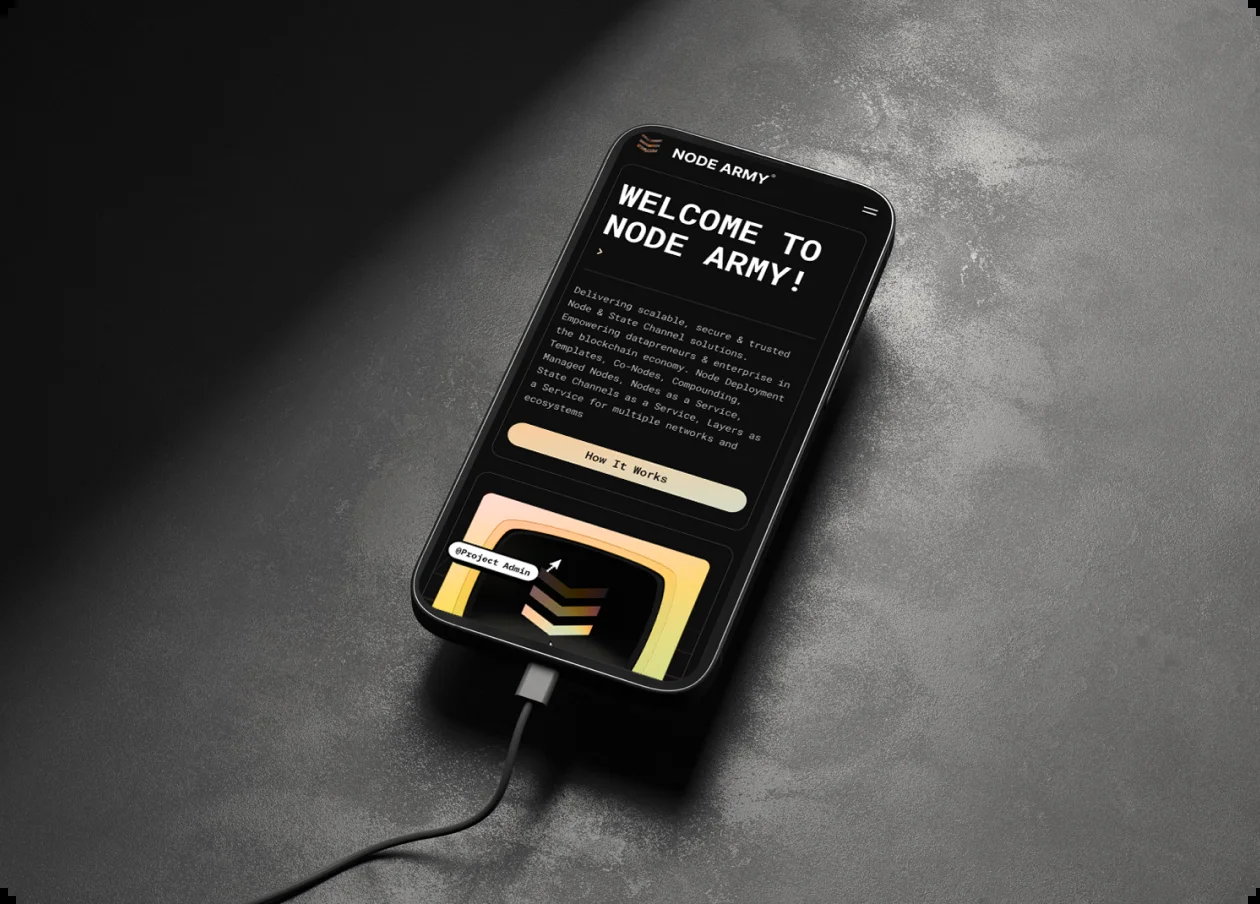 NODE ARMY®
WELCOME TO
NODE ARMY!
›
Delivering scalable, secure & trusted
Node & State Channel solutions.
Empowering datapreneurs & enterprise in
the blockchain economy. Node Deployment
Templates, Co-Nodes, Compounding,
Managed Nodes, Nodes as a Service,
State Channels as a Service, Layers as
a Service for multiple networks and
ecosystems
How It Works
@Project Admin